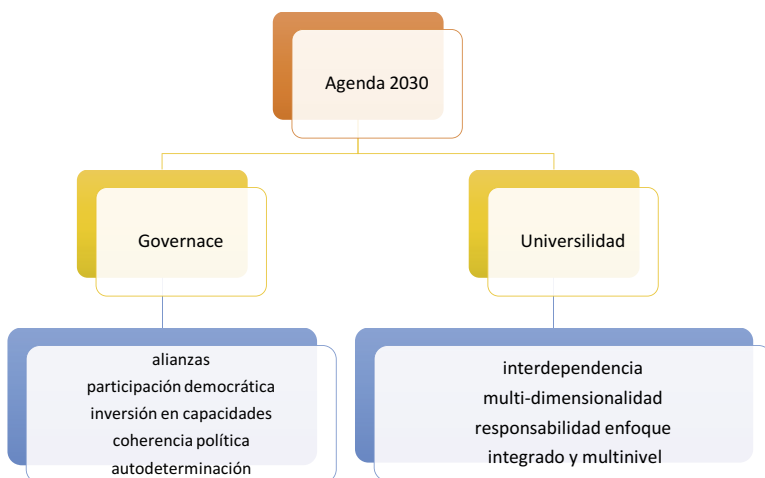 Agenda 2030
Governace
Universilidad
alianzas
participación democrática
inversión en capacidades
coherencia política
autodeterminación
interdependencia
multi-dimensionalidad
responsabilidad enfoque
integrado y multinivel